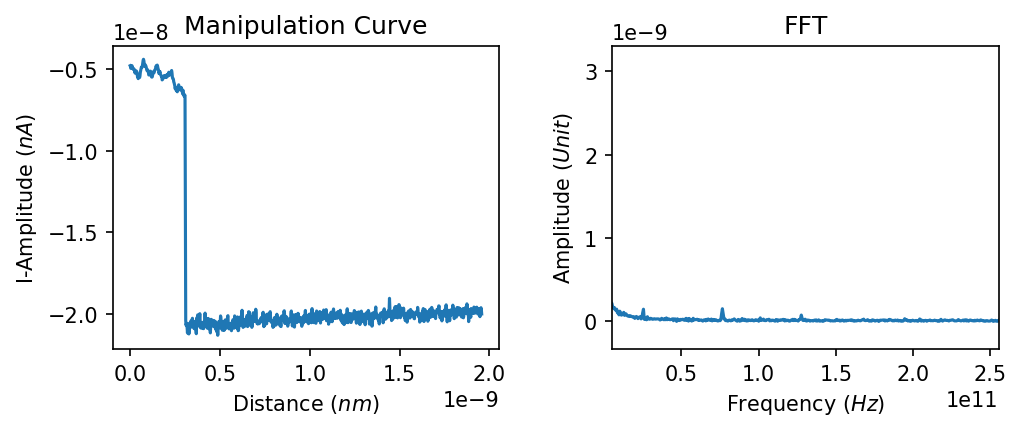 Manipulation Curve
1e−8
−0.5
−1.0
−1.5
−2.0
I-Amplitude (nA)
0.0 0.5 1.0 1.5 2.0
1e−9
Distance (nm)
FFT
1e−9
3
2
1
0
Amplitude (Unit)
0.5 1.0 1.5 2.0 2.5
1e11
Frequency (Hz)